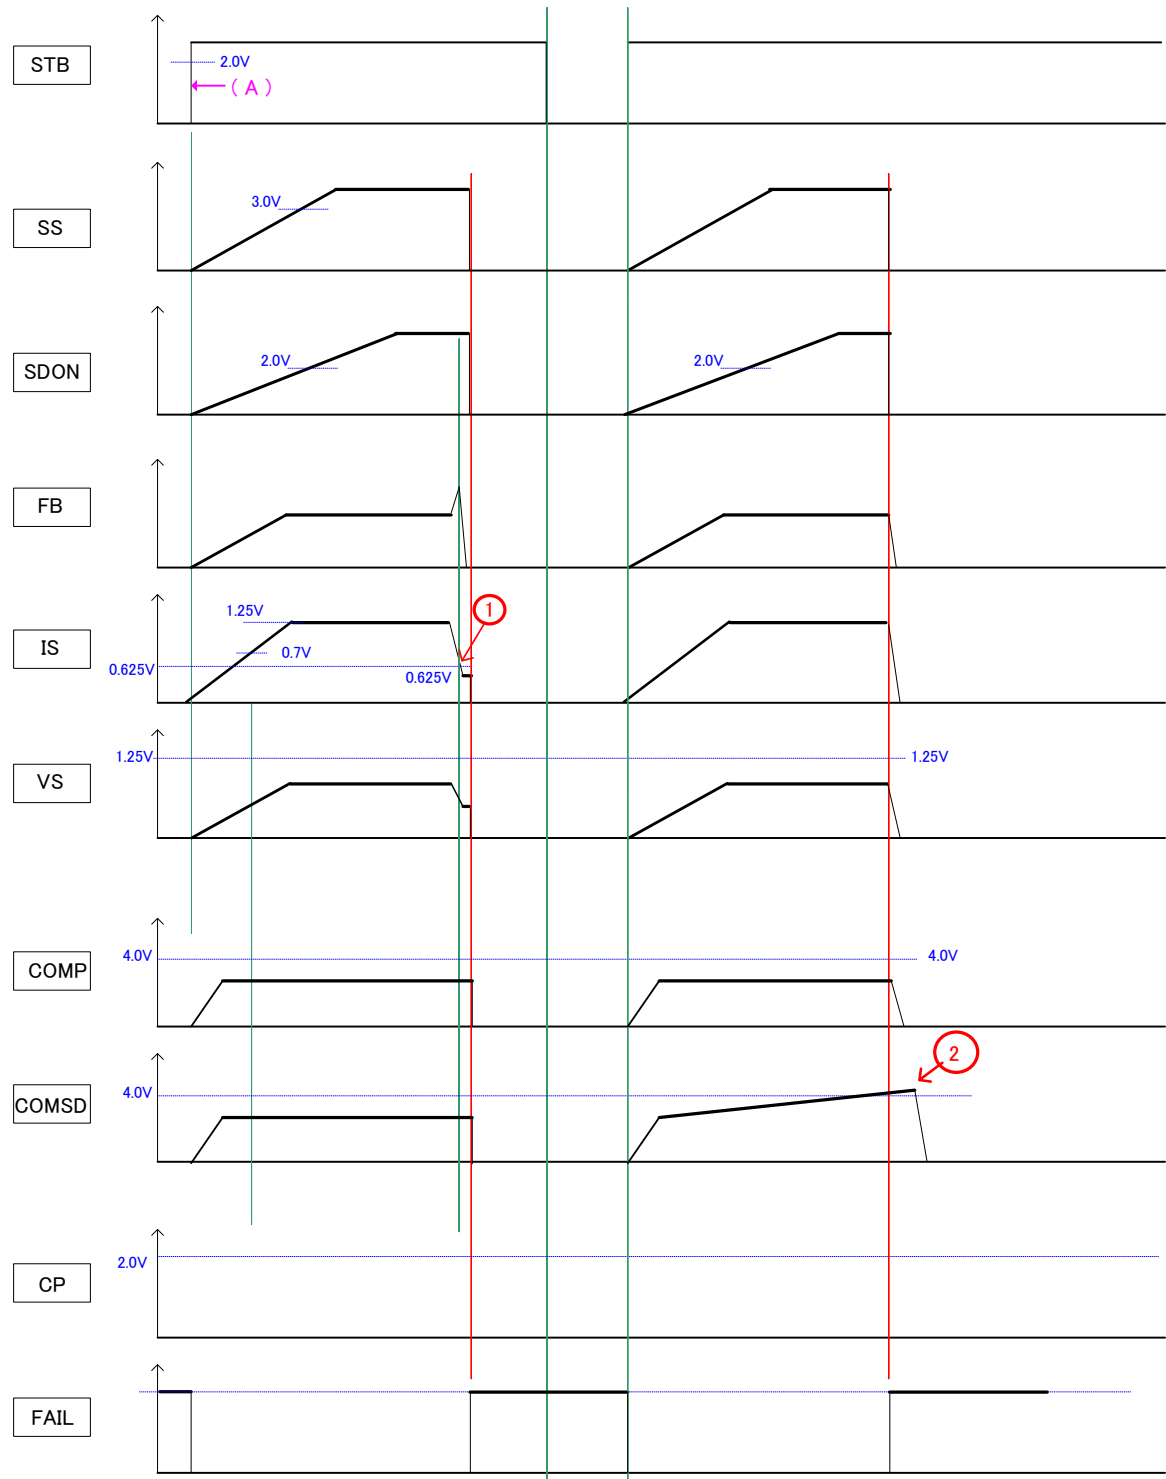 STB
2.0V
(A)
SS
3.0V
SDON
2.0V
2.0V
FB
IS
1.25V
0.7V
0.625V
0.625V
1
VS
1.25V
1.25V
COMP
4.0V
4.0V
COMSD
4.0V
2
CP
2.0V
FAIL